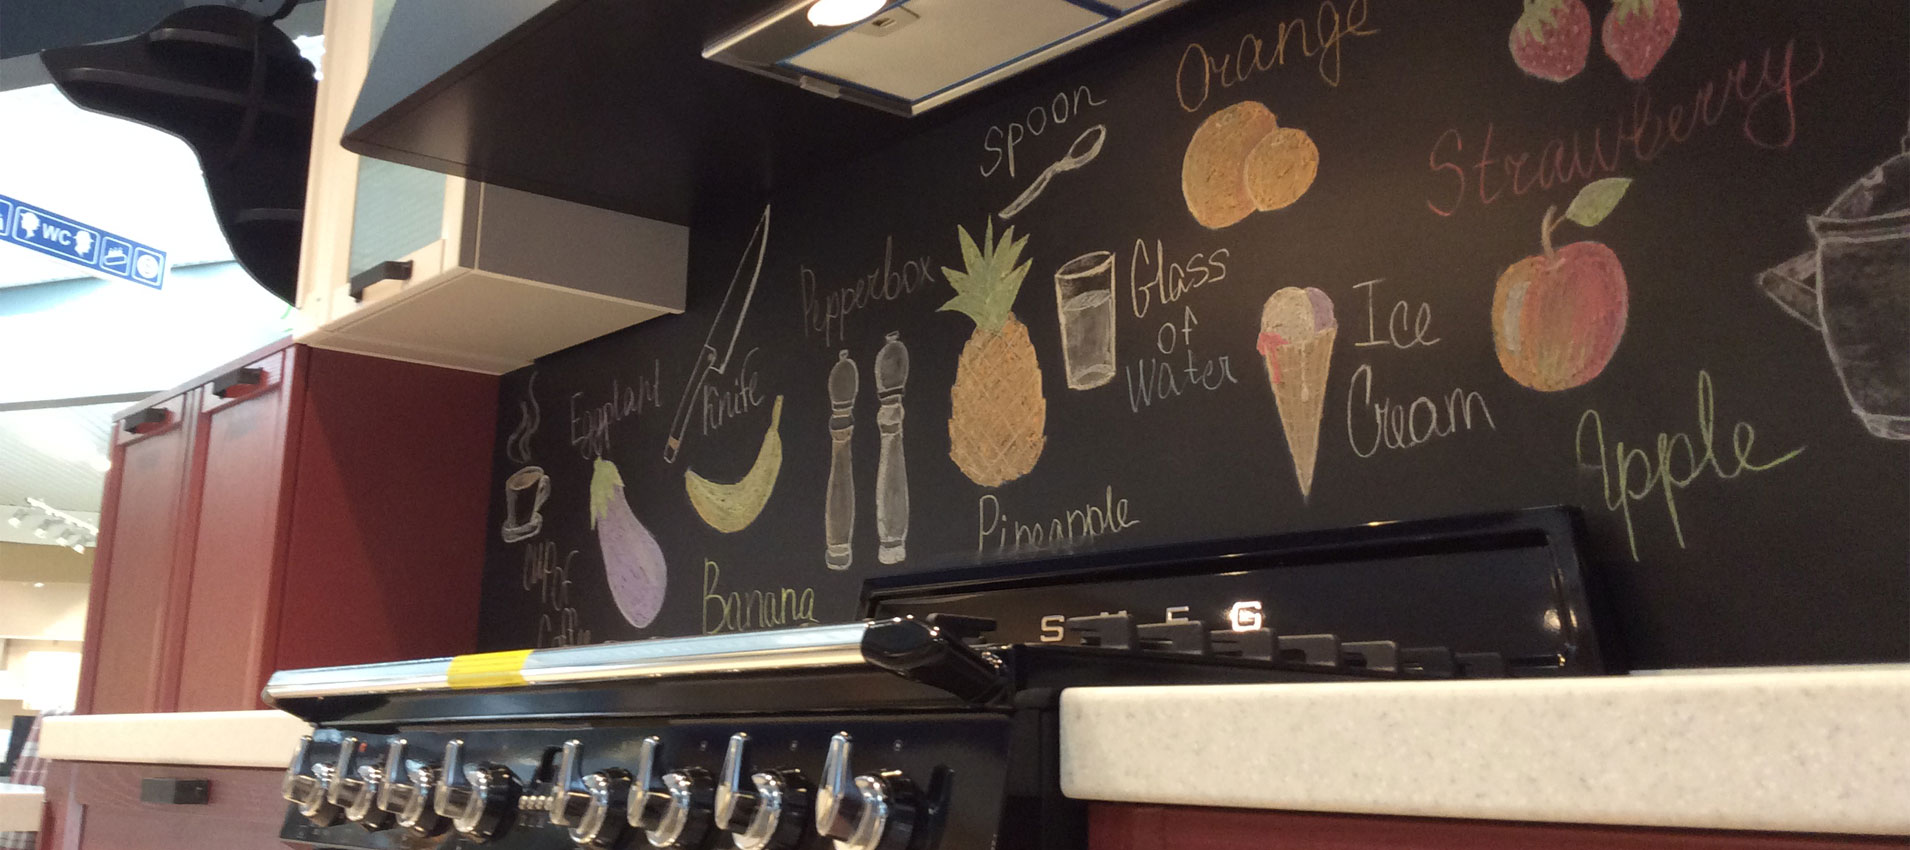 Orange
Spoon
Strawberry
WC
Pepperbox
Glass
of
Water
Ice
Cream
Eggplant
Knife
Apple
Pineapple
cup
of
Coffee
Banana
SMEG